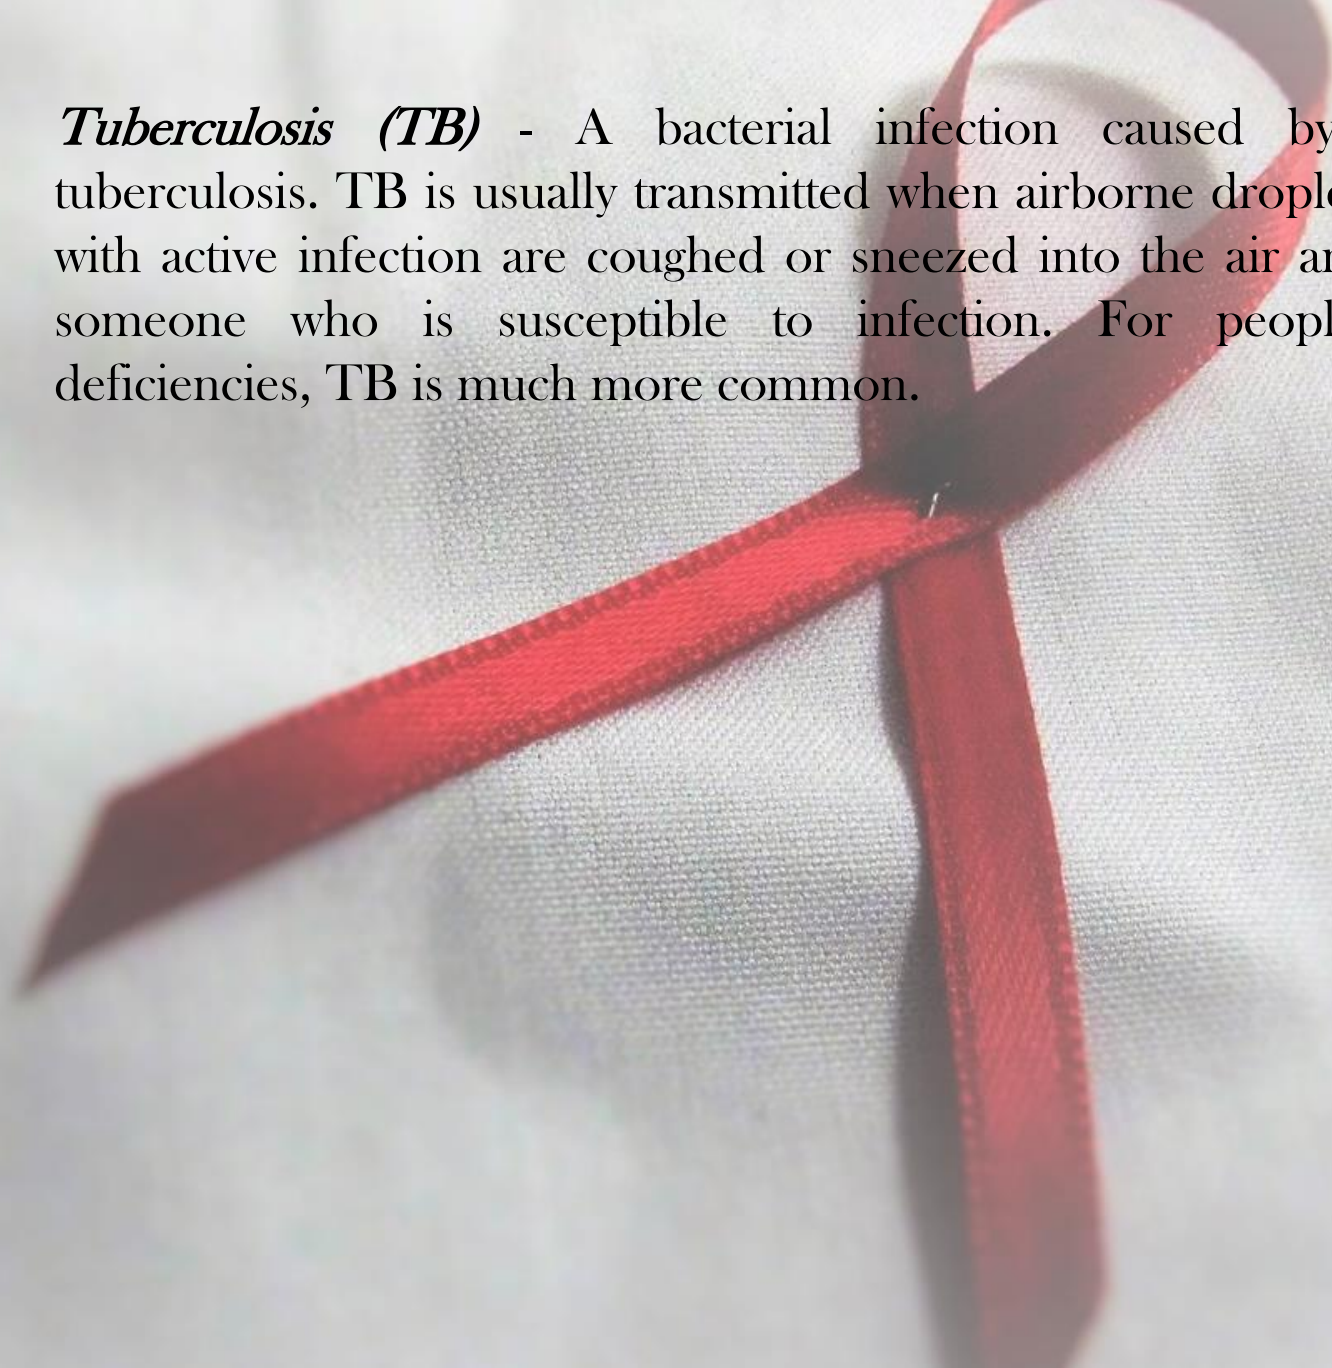 Tuberculosis (TB) - A bacterial infection caused by
tuberculosis. TB is usually transmitted when airborne
with active infection are coughed or sneezed into the air
someone who is susceptible to infection. For
deficiencies, TB is much more common.